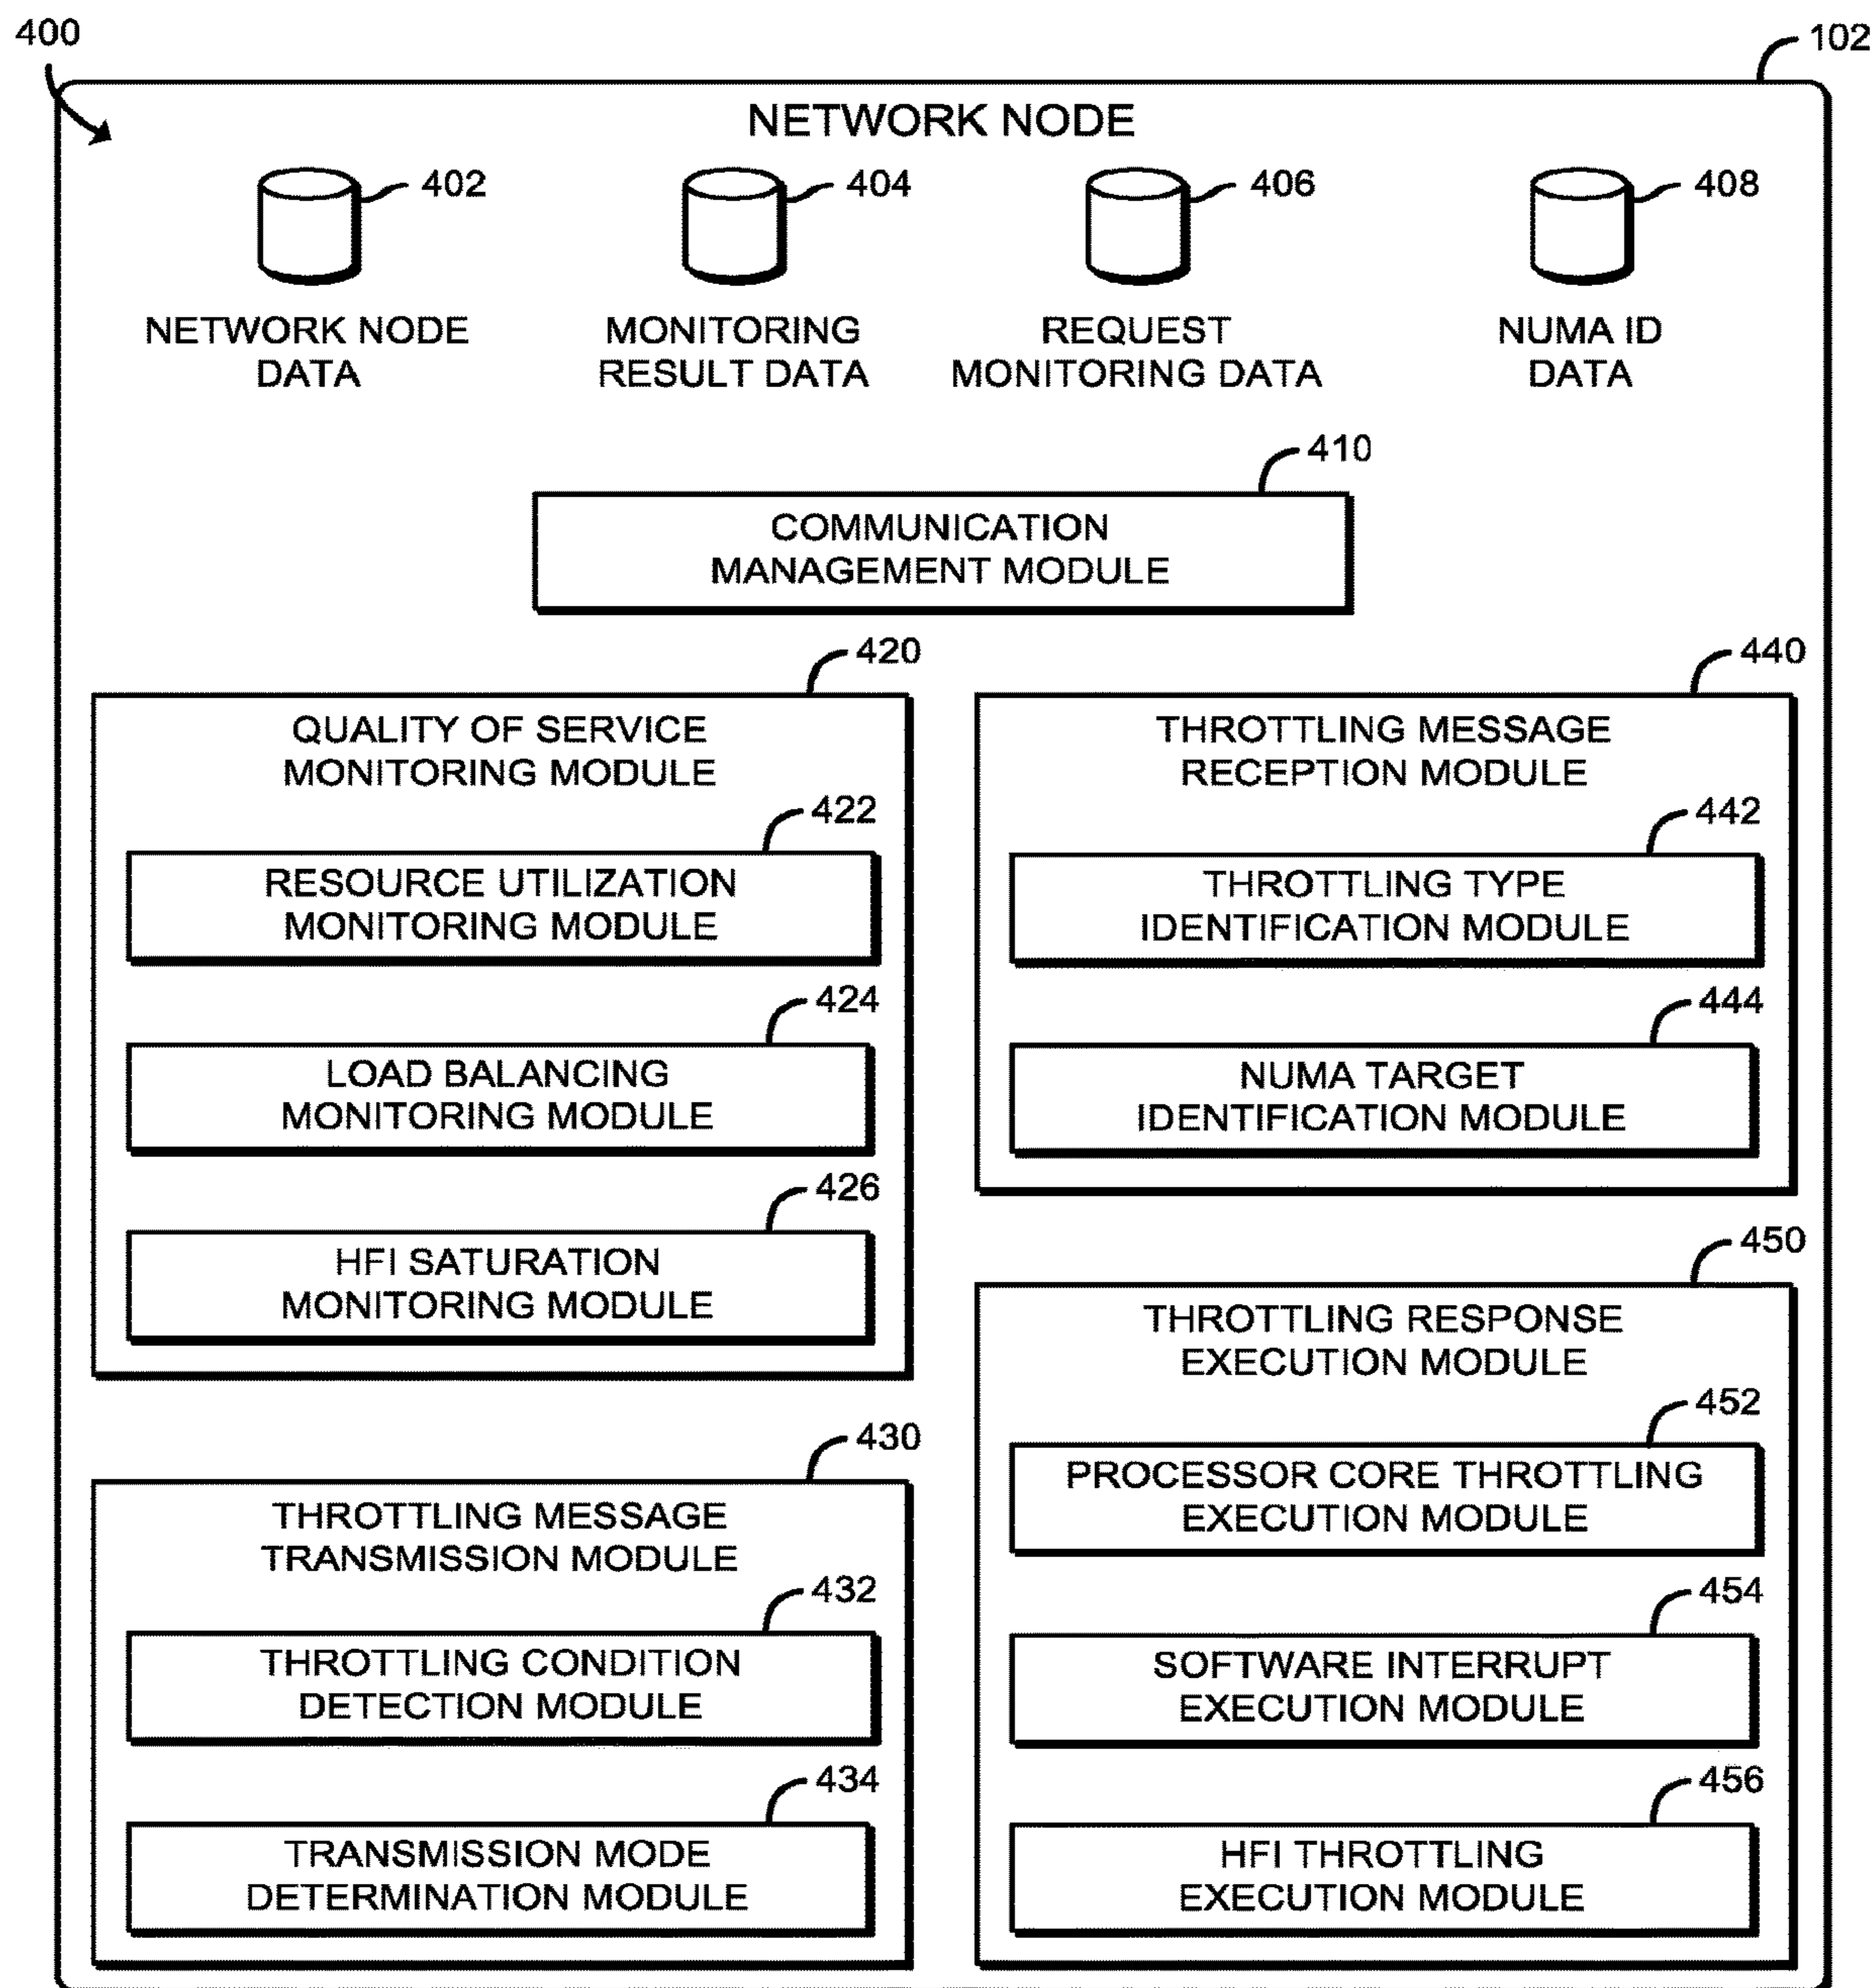 400
102
NETWORK NODE
402
404
406
408
NETWORK NODE
DATA
MONITORING
RESULT DATA
REQUEST
MONITORING DATA
NUMA ID
DATA
410
COMMUNICATION
MANAGEMENT MODULE
420
QUALITY OF SERVICE
MONITORING MODULE
422
RESOURCE UTILIZATION
MONITORING MODULE
424
LOAD BALANCING
MONITORING MODULE
426
HFI SATURATION
MONITORING MODULE
430
THROTTLING MESSAGE
TRANSMISSION MODULE
432
THROTTLING CONDITION
DETECTION MODULE
434
TRANSMISSION MODE
DETERMINATION MODULE
440
THROTTLING MESSAGE
RECEPTION MODULE
442
THROTTLING TYPE
IDENTIFICATION MODULE
444
NUMA TARGET
IDENTIFICATION MODULE
450
THROTTLING RESPONSE
EXECUTION MODULE
452
PROCESSOR CORE THROTTLING
EXECUTION MODULE
454
SOFTWARE INTERRUPT
EXECUTION MODULE
456
HFI THROTTLING
EXECUTION MODULE